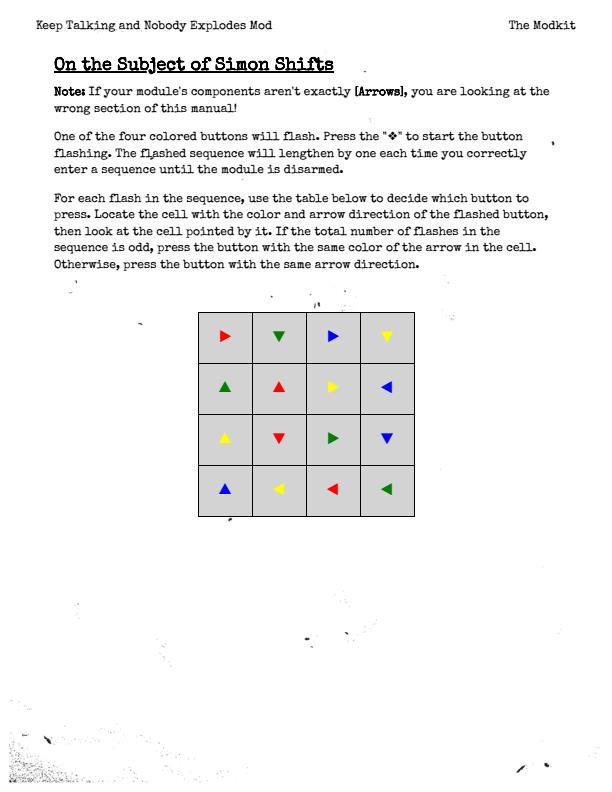 Keep Talking and Nobody Explodes Mod The Modkit
On the Subject of Simon Shifts
Note: If your module's components aren't exactly [Arrows], you are looking at the
wrong section of this manual!
One of the four colored buttons will flash. Press the "❖" to start the button
flashing. The flashed sequence will lengthen by one each time you correctly
enter a sequence until the module is disarmed.
For each flash in the sequence, use the table below to decide which button to
press. Locate the cell with the color and arrow direction of the flashed button,
then look at the cell pointed by it. If the total number of flashes in the
sequence is odd, press the button with the same color of the arrow in the cell.
Otherwise, press the button with the same arrow direction.